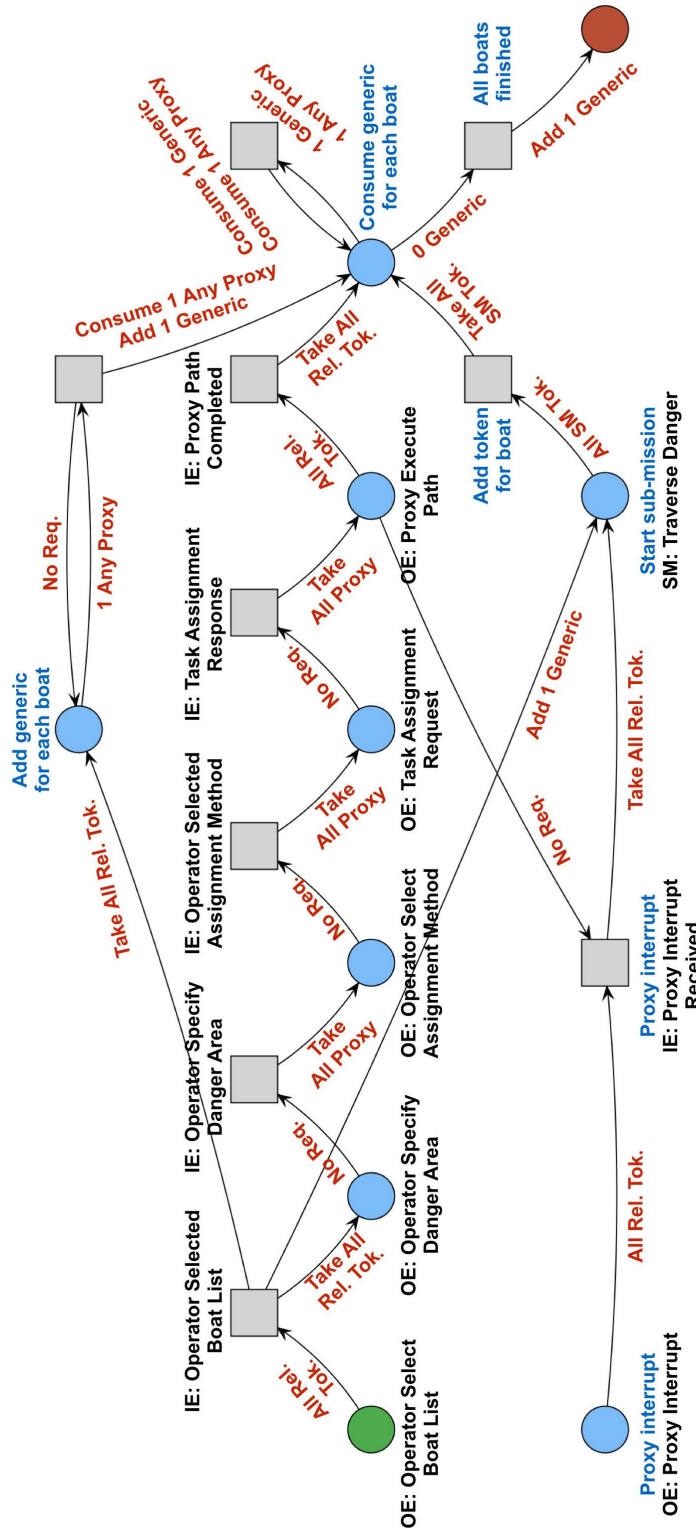 Add generic
for each boat
No Req.
1 Any Proxy
Take All Rel. Tok.
Consume 1 Any Proxy
Add 1 Generic
Consume 1 Generic
Consume 1 Any Proxy
1 Generic
1 Any Proxy
IE: Operator Selected
Boat List
IE: Operator Specify
Danger Area
IE: Operator Selected
Assignment Method
IE: Task Assignment
Response
IE: Proxy Path
Completed
All Rel.
Tok.
Take All
Rel. Tok.
No Req.
Take
All Proxy
No Req.
Take
All Proxy
No Req.
Take
All Proxy
All Rel.
Tok.
Take All
Rel. Tok.
Consume generic
for each boat
OE: Operator Select
Boat List
OE: Operator Specify
Danger Area
OE: Operator Select
Assignment Method
OE: Task Assignment
Request
OE: Proxy Execute
Path
Take All
SM Tok.
0 Generic
All boats
finished
Add 1 Generic
Add token
for boat
All SM Tok.
Add 1 Generic
No Req.
All Rel. Tok.
Take All Rel. Tok.
Proxy interrupt
OE: Proxy Interrupt
Proxy interrupt
IE: Proxy Interrupt
Received
Start sub-mission
SM: Traverse Danger